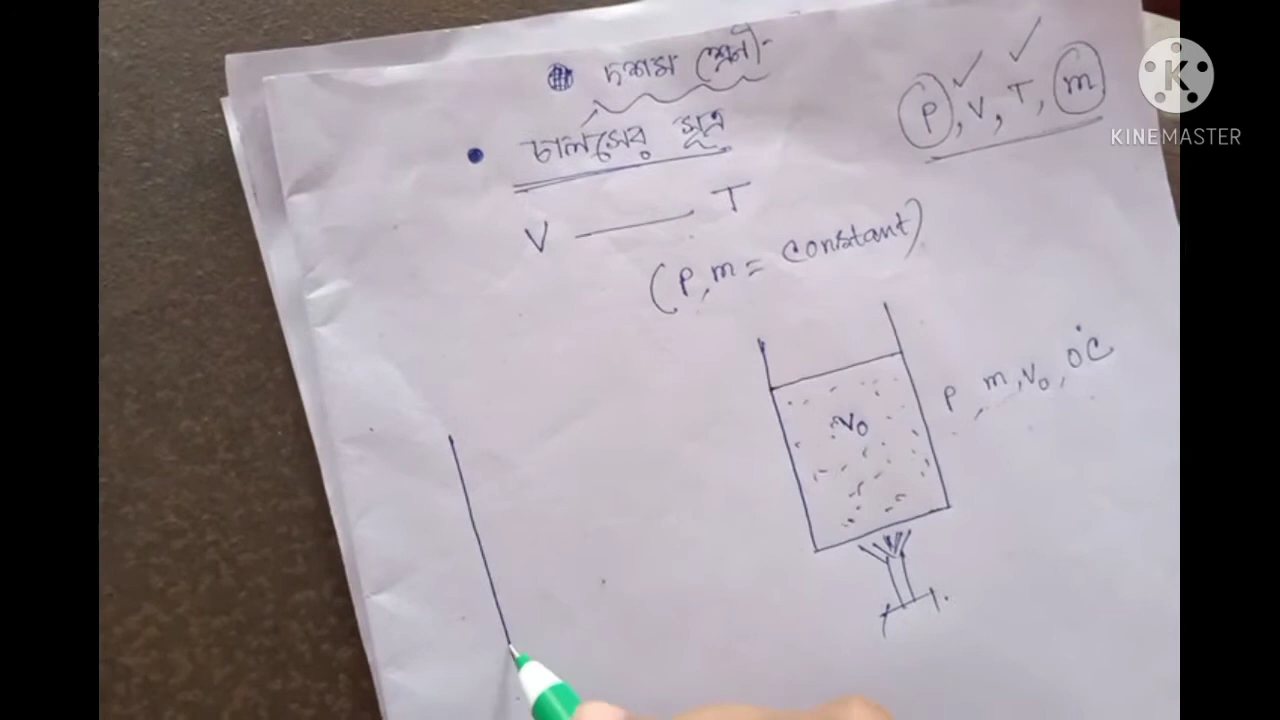 দশম শ্রেণী-
P, V, T, m
চার্লসের সূত্র
V — T
(P, m = constant)
V₀
P, m, V₀, 0°C
K
KINEMASTER